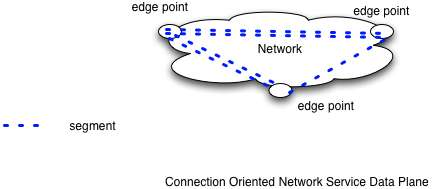 edge point
edge point
Network
edge point
segment
Connection Oriented Network Service Data Plane